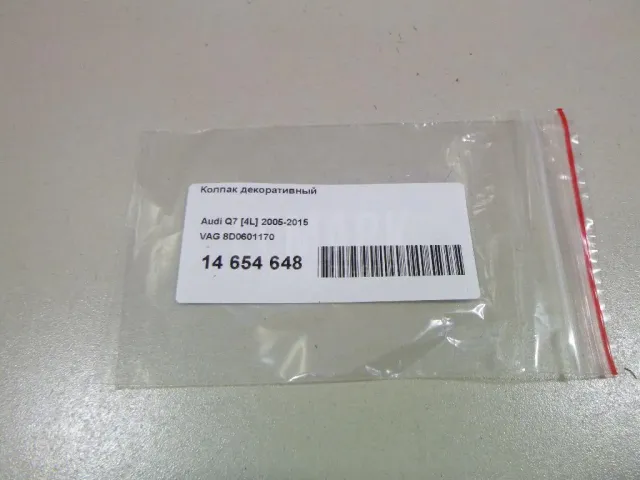 Колпак декоративный
Audi Q7 [4L] 2005-2015
VAG 8D0601170
14 654 648